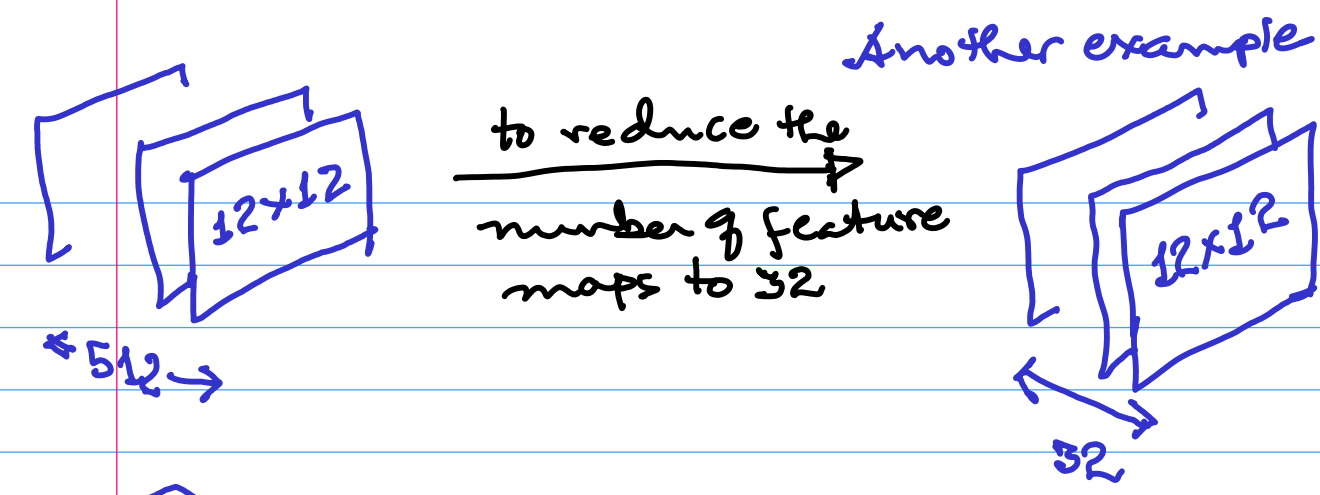 Another example
to reduce the
number of feature
maps to 32
12x12
12x12
512
32